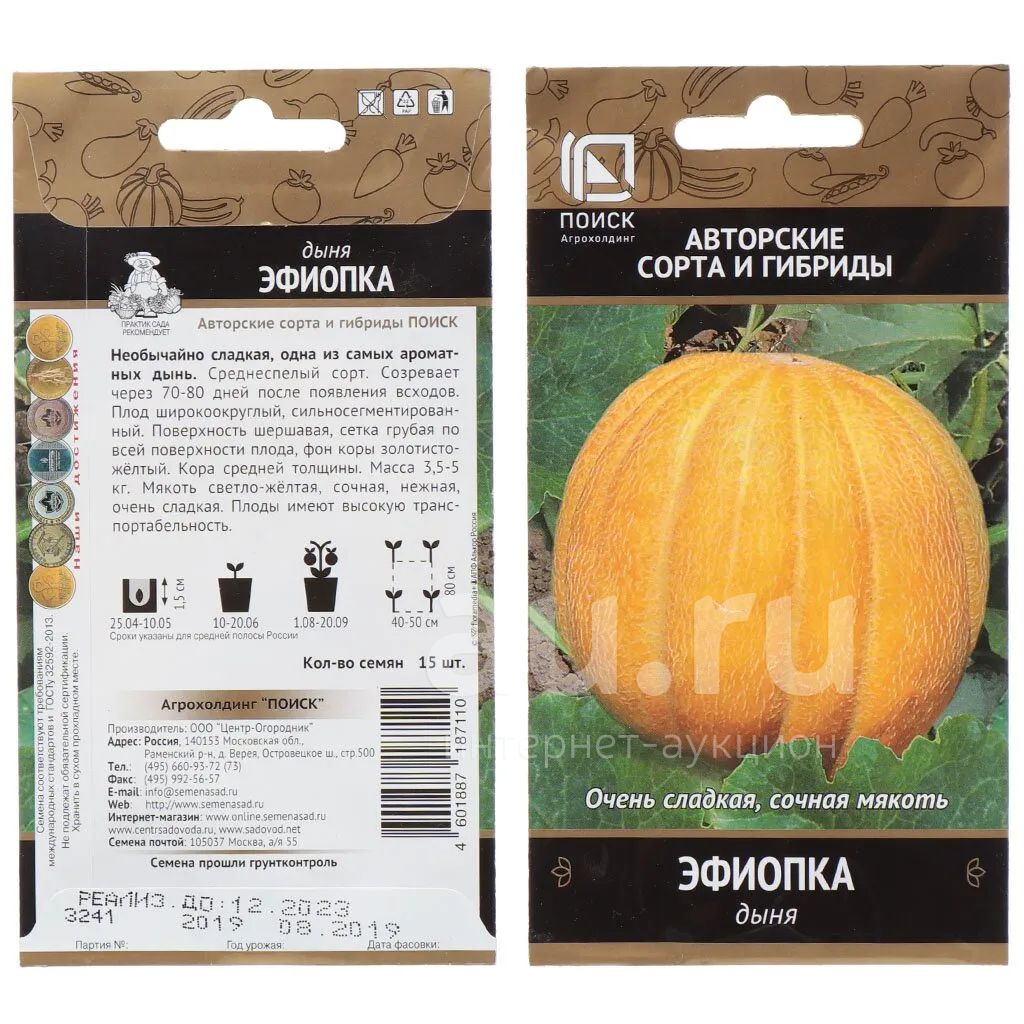 дыня
ЭФИОПКА
ПРАКТИК САДА
РЕКОМЕНДУЕТ
Авторские сорта и гибриды ПОИСК
Необычайно сладкая, одна из самых аромат-
ных дынь. Среднеспелый сорт. Созревает
через 70-80 дней после появления всходов.
Плод широкоокруглый, сильносегментирован-
ный. Поверхность шершавая, сетка грубая по
всей поверхности плода, фон коры золотисто-
жёлтый. Кора средней толщины. Масса 3,5-5
кг. Мякоть светло-жёлтая, сочная, нежная,
очень сладкая. Плоды имеют высокую транс-
портабельность.
Наши достижения
1,5 см
80 см
25.04-10.05
10-20.06
1.08-20.09
40-50 см
Сроки указаны для средней полосы России
Кол-во семян 15 шт.
Семена соответствуют требованиям
международных стандартов и ГОСТу 32592-2013.
Не подлежат обязательной сертификации.
Хранить в сухом прохладном месте.
Агрохолдинг "ПОИСК"
Производитель: ООО "Центр-Огородник"
Адрес: Россия, 140153 Московская обл.,
Раменский р-н, д. Верея, Островецкое ш., стр.500
Тел.: (495) 660-93-72 (73)
Факс: (495) 992-56-57
E-mail: info@semenasad.ru
Web: http://www.semenasad.ru
Интернет-магазин: www.online.semenasad.ru
www.centrsadovoda.ru, www.sadovod.net
Семена почтой: 105037 Москва, а/я 55
Семена прошли грунтконтроль
4 601887 187110
РЕАЛИЗ. ДО:12.2023
3241 2019 08.2019
Партия №: Год урожая: Дата фасовки:
ПОИСК
Агрохолдинг
АВТОРСКИЕ
СОРТА И ГИБРИДЫ
au.ru
интернет-аукцион
Очень сладкая, сочная мякоть
ЭФИОПКА
дыня